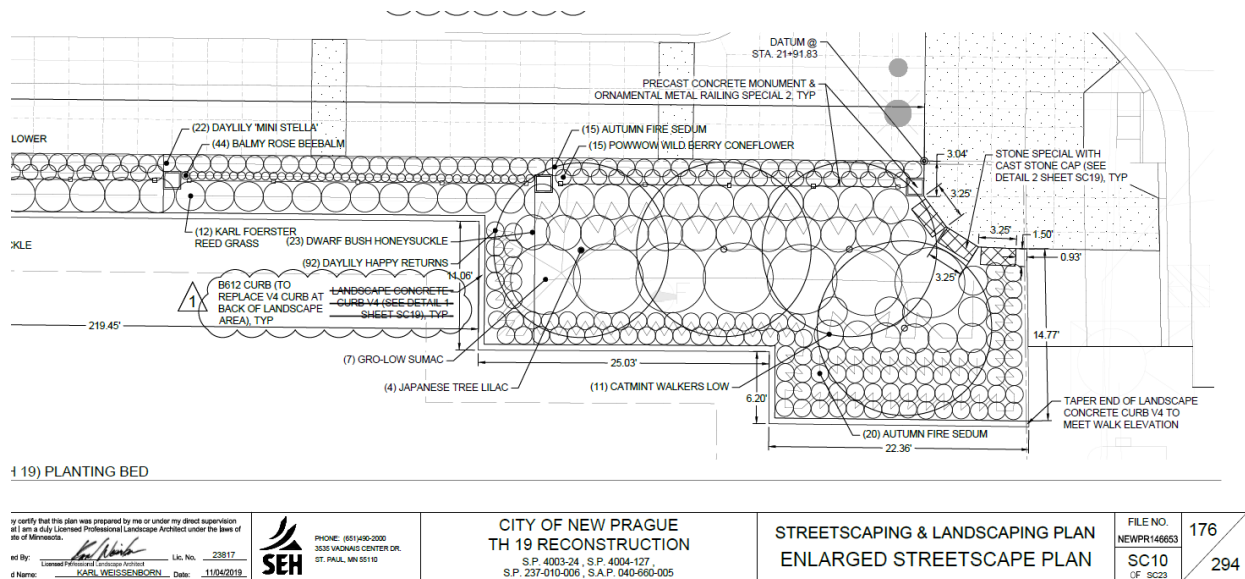 DATUM @
STA. 21+91.83
PRECAST CONCRETE MONUMENT &
ORNAMENTAL METAL RAILING SPECIAL 2, TYP
LOWER
(22) DAYLILY 'MINI STELLA'
(44) BALMY ROSE BEEBALM
(15) AUTUMN FIRE SEDUM
(15) POWWOW WILD BERRY CONEFLOWER
3.04'
STONE SPECIAL WITH
CAST STONE CAP (SEE
DETAIL 2 SHEET SC19), TYP
3.25'
3.25'
1.50'
0.93'
3.25'
(12) KARL FOERSTER
REED GRASS
CKLE
(23) DWARF BUSH HONEYSUCKLE
(92) DAYLILY HAPPY RETURNS
11.06'
1
B612 CURB (TO
REPLACE V4 CURB AT
BACK OF LANDSCAPE
AREA), TYP
LANDSCAPE CONCRETE
CURB V4 (SEE DETAIL 1
SHEET SC19), TYP
219.45'
14.77'
(7) GRO-LOW SUMAC
25.03'
(4) JAPANESE TREE LILAC
(11) CATMINT WALKERS LOW
6.20'
TAPER END OF LANDSCAPE
CONCRETE CURB V4 TO
MEET WALK ELEVATION
(20) AUTUMN FIRE SEDUM
22.36'
H 19) PLANTING BED
y certify that this plan was prepared by me or under my direct supervision
at I am a duly Licensed Professional Landscape Architect under the laws of
ate of Minnesota.
ed By:
Lic. No. 23817
Licensed Professional Landscape Architect
d Name: KARL WEISSENBORN Date: 11/04/2019
SEH
PHONE: (651)490-2000
3535 VADNAIS CENTER DR.
ST. PAUL, MN 55110
CITY OF NEW PRAGUE
TH 19 RECONSTRUCTION
S.P. 4003-24 , S.P. 4004-127 ,
S.P. 237-010-006 , S.A.P. 040-660-005
STREETSCAPING & LANDSCAPING PLAN
ENLARGED STREETSCAPE PLAN
FILE NO.
NEWPR146653
SC10
OF SC23
176
294